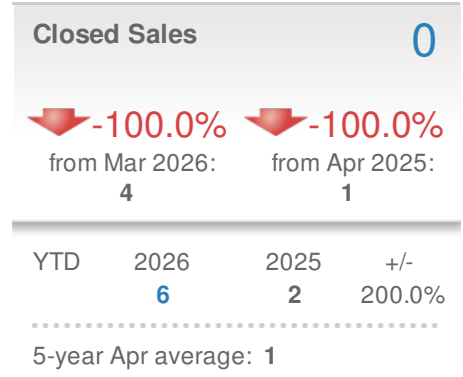 Closed Sales 0
-100.0% -100.0%
from Mar 2026: from Apr 2025:
4 1
YTD 2026 2025 +/-
6 2 200.0%
5-year Apr average: 1